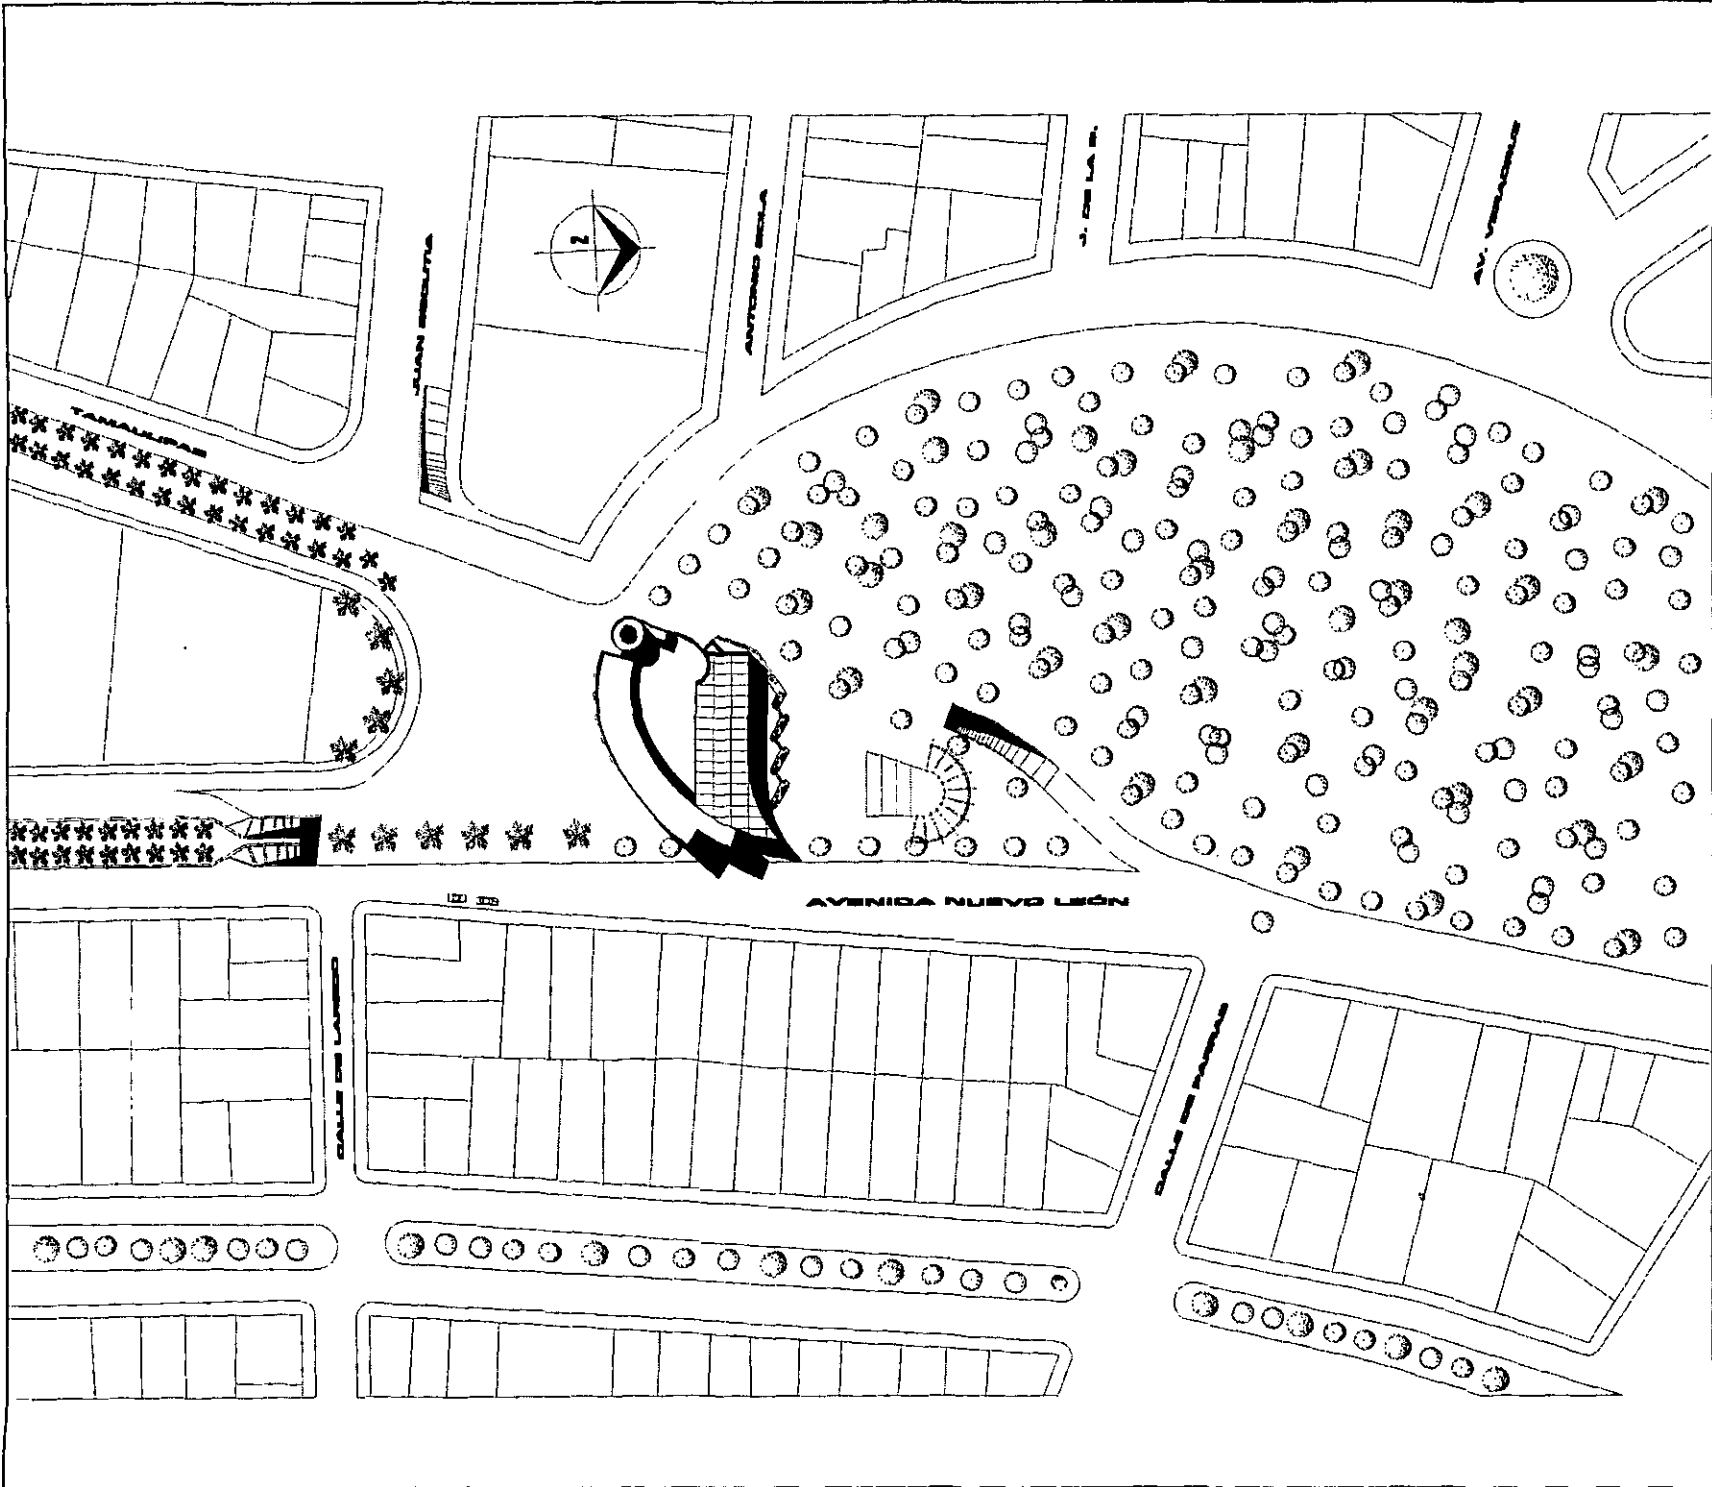 J. DE LA P.
AV. VERACRUZ
ANTONIO SOLA
JUAN ESCUTIA
N
TAMAULIPAS
AVENIDA NUEVO LEÓN
CALLE DE LAREDO
CALLE DE PARRAS